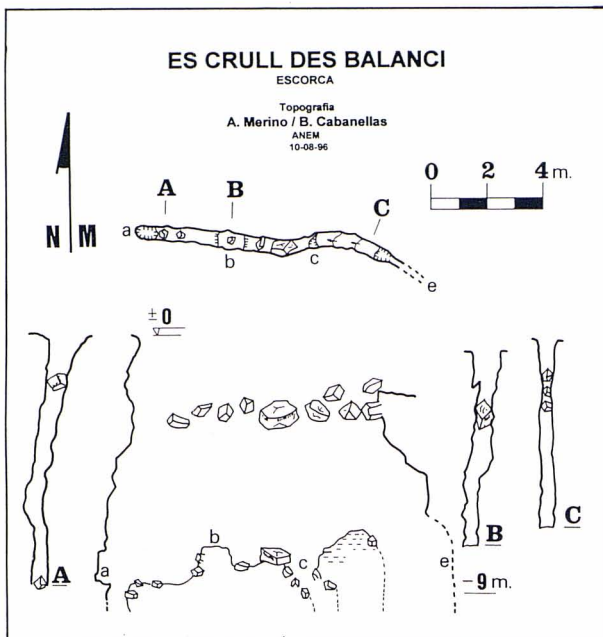 ES CRULL DES BALANCI
ESCORCA
Topografia
A. Merino / B. Cabanellas
ANEM
10-08-96
0 2 4 m.
A B C
N M
a b c e
± 0
A
a
b
c
e
B
C
-9 m.